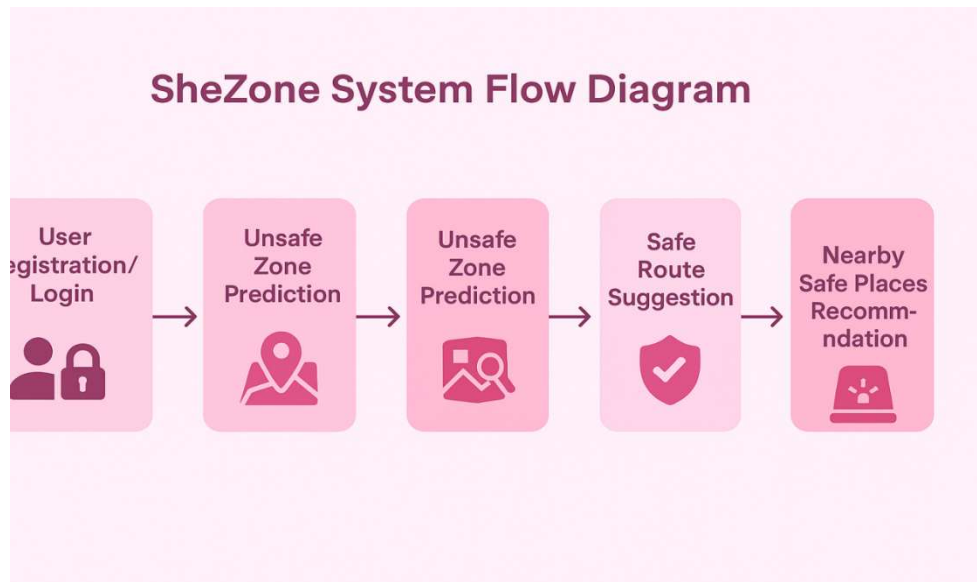 SheZone System Flow Diagram
User
egistration/
Login
Unsafe
Zone
Prediction
Unsafe
Zone
Prediction
Safe
Route
Suggestion
Nearby
Safe Places
Recomm-
ndation